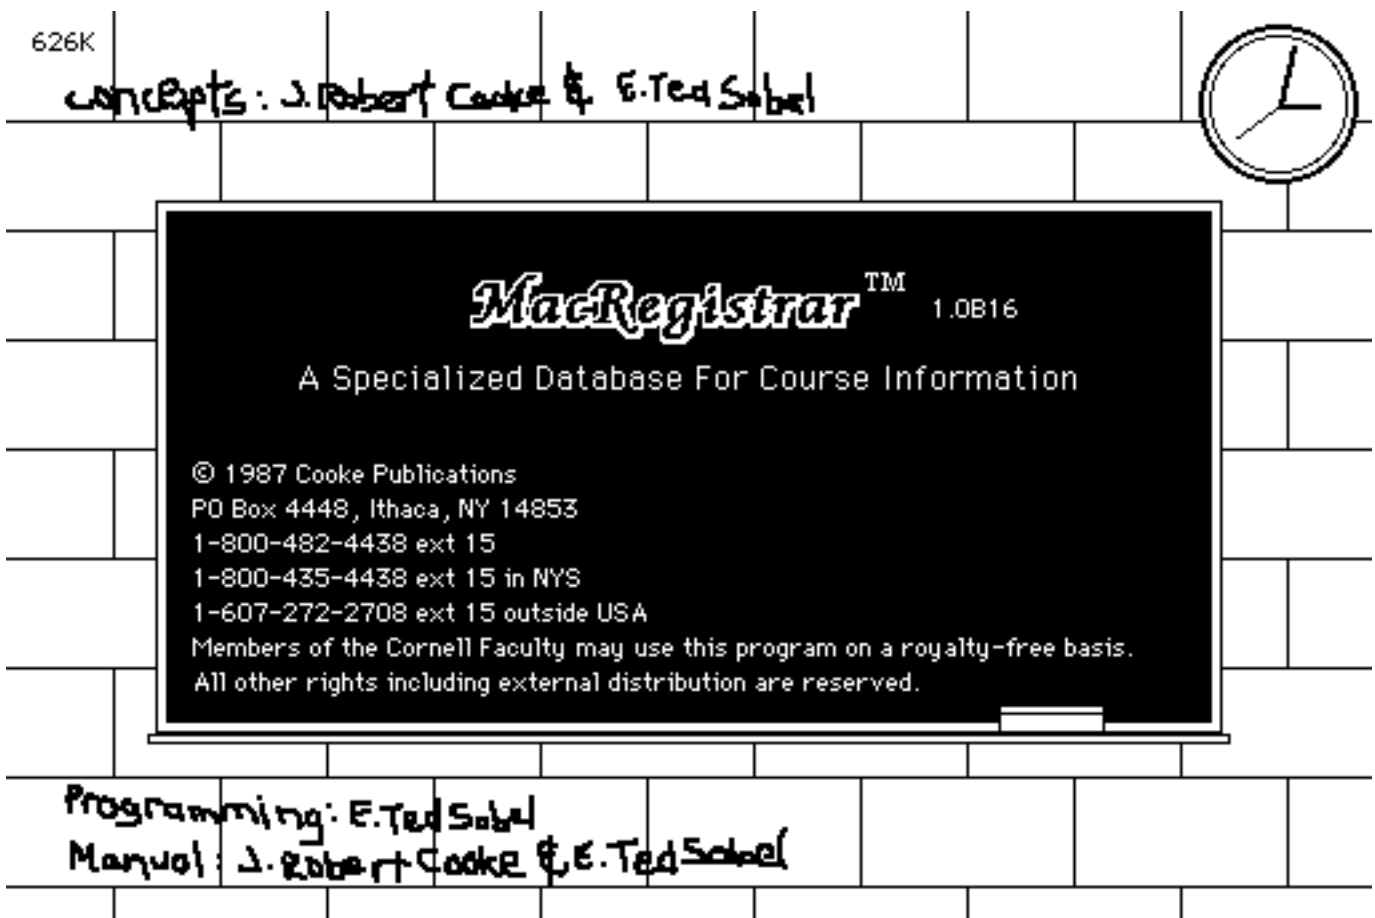 626K
concepts: J. Robert Cooke & E. Ted Sobel
MacRegistrar™ 1.0B16
A Specialized Database For Course Information
© 1987 Cooke Publications
PO Box 4448, Ithaca, NY 14853
1-800-482-4438 ext 15
1-800-435-4438 ext 15 in NYS
1-607-272-2708 ext 15 outside USA
Members of the Cornell Faculty may use this program on a royalty-free basis.
All other rights including external distribution are reserved.
Programming: E. Ted Sobel
Manual: J. Robert Cooke & E. Ted Sobel